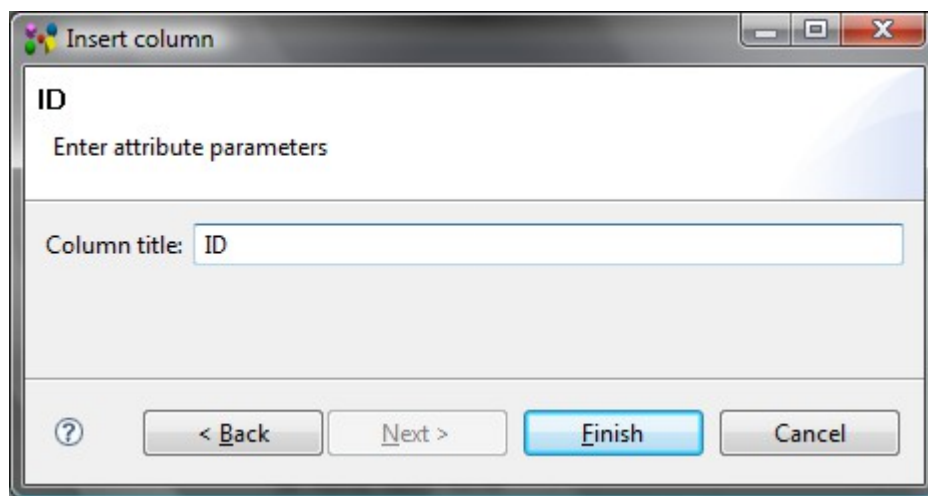 Insert column
ID
Enter attribute parameters
Column title: ID
< Back Next > Finish Cancel